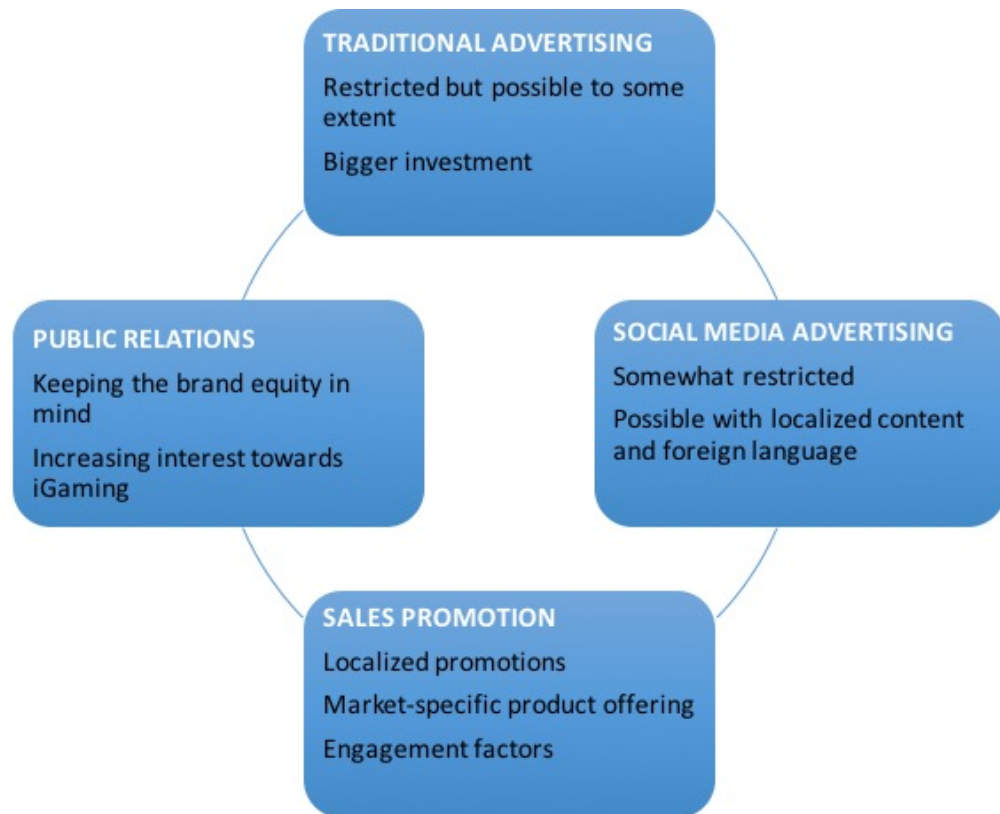 TRADITIONAL ADVERTISING
Restricted but possible to some
extent
Bigger investment
PUBLIC RELATIONS
Keeping the brand equity in
mind
Increasing interest towards
iGaming
SOCIAL MEDIA ADVERTISING
Somewhat restricted
Possible with localized content
and foreign language
SALES PROMOTION
Localized promotions
Market-specific product offering
Engagement factors